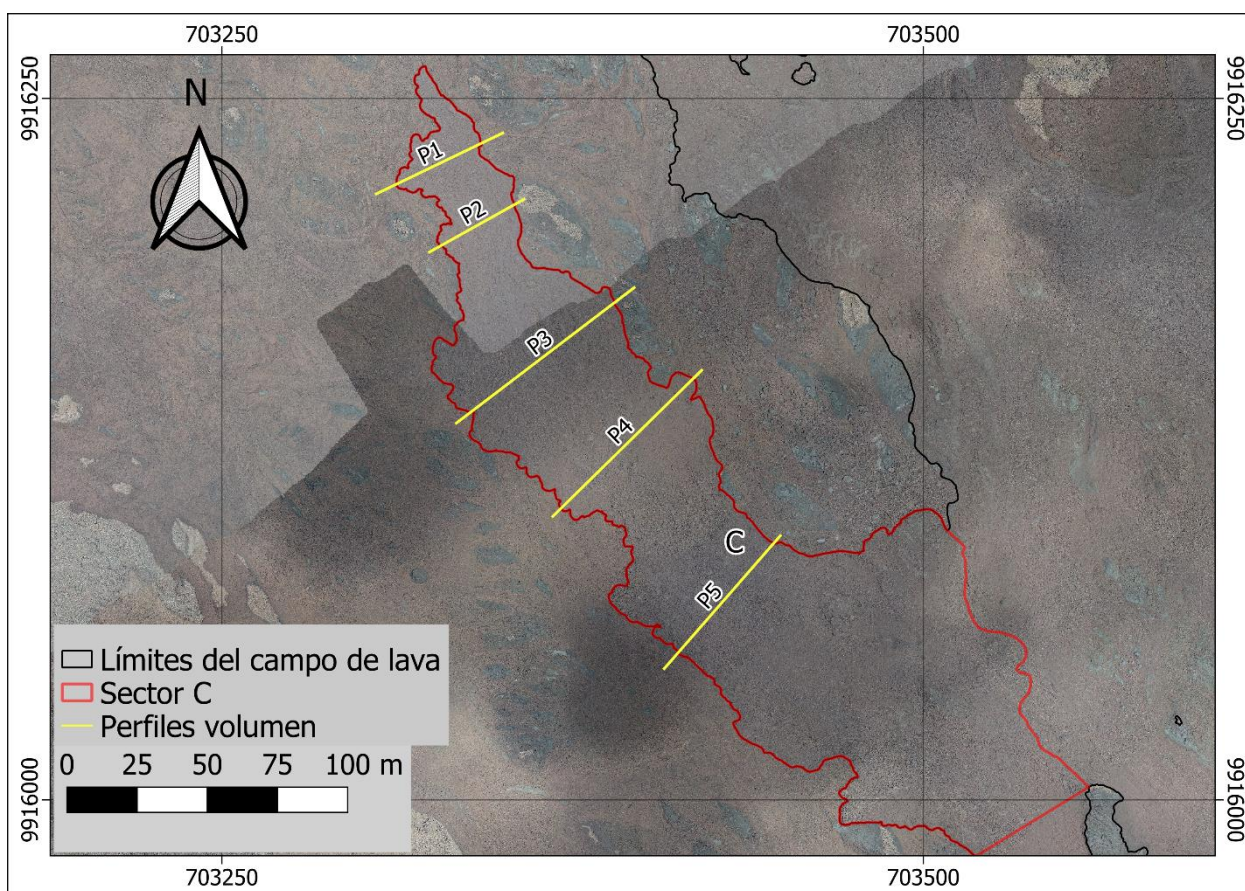 703250 703500
9916250 9916250
N
P1
P2
P3
P4
C
P5
Límites del campo de lava
Sector C
Perfiles volumen
0 25 50 75 100 m
9916000 9916000
703250 703500